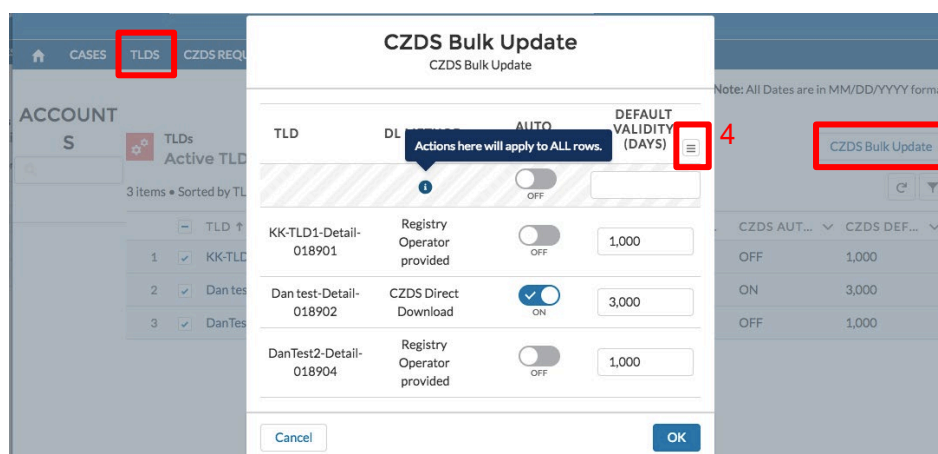 CZDS Bulk Update
CZDS Bulk Update
CASES TLDS CZDS REQU
Note: All Dates are in MM/DD/YYYY forma
ACCOUNT
S
TLDs
Active TLD
CZDS Bulk Update
3 items • Sorted by TL
TLD DL METHOD AUTO DEFAULT
VALIDITY
(DAYS)
4
Actions here will apply to ALL rows.
OFF
TLD ↑ CZDS AUT... CZDS DEF...
KK-TLD1-Detail-
018901
Registry
Operator
provided
OFF
1,000
1 KK-TLD OFF 1,000
Dan test-Detail-
018902
CZDS Direct
Download
ON
3,000
2 Dan tes ON 3,000
DanTest2-Detail-
018904
Registry
Operator
provided
OFF
1,000
3 DanTes OFF 1,000
Cancel OK